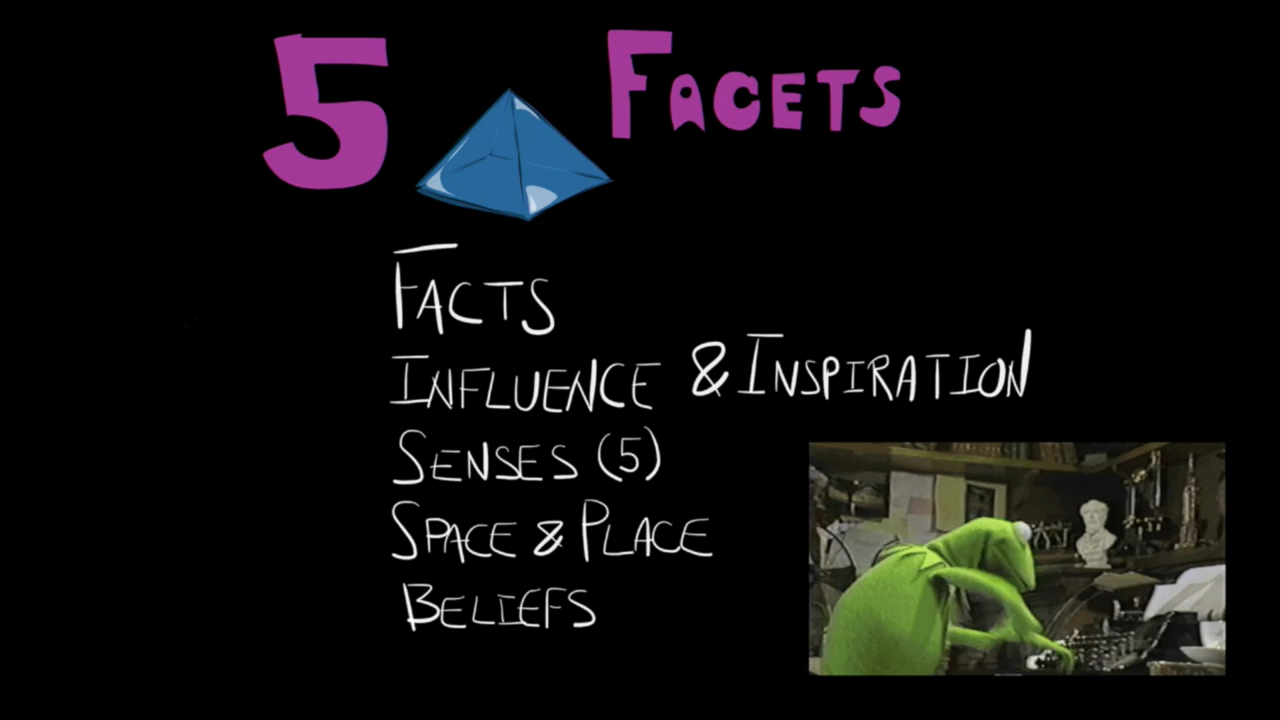 5 FACETS
FACTS
INFLUENCE & INSPIRATION
SENSES (5)
SPACE & PLACE
BELIEFS